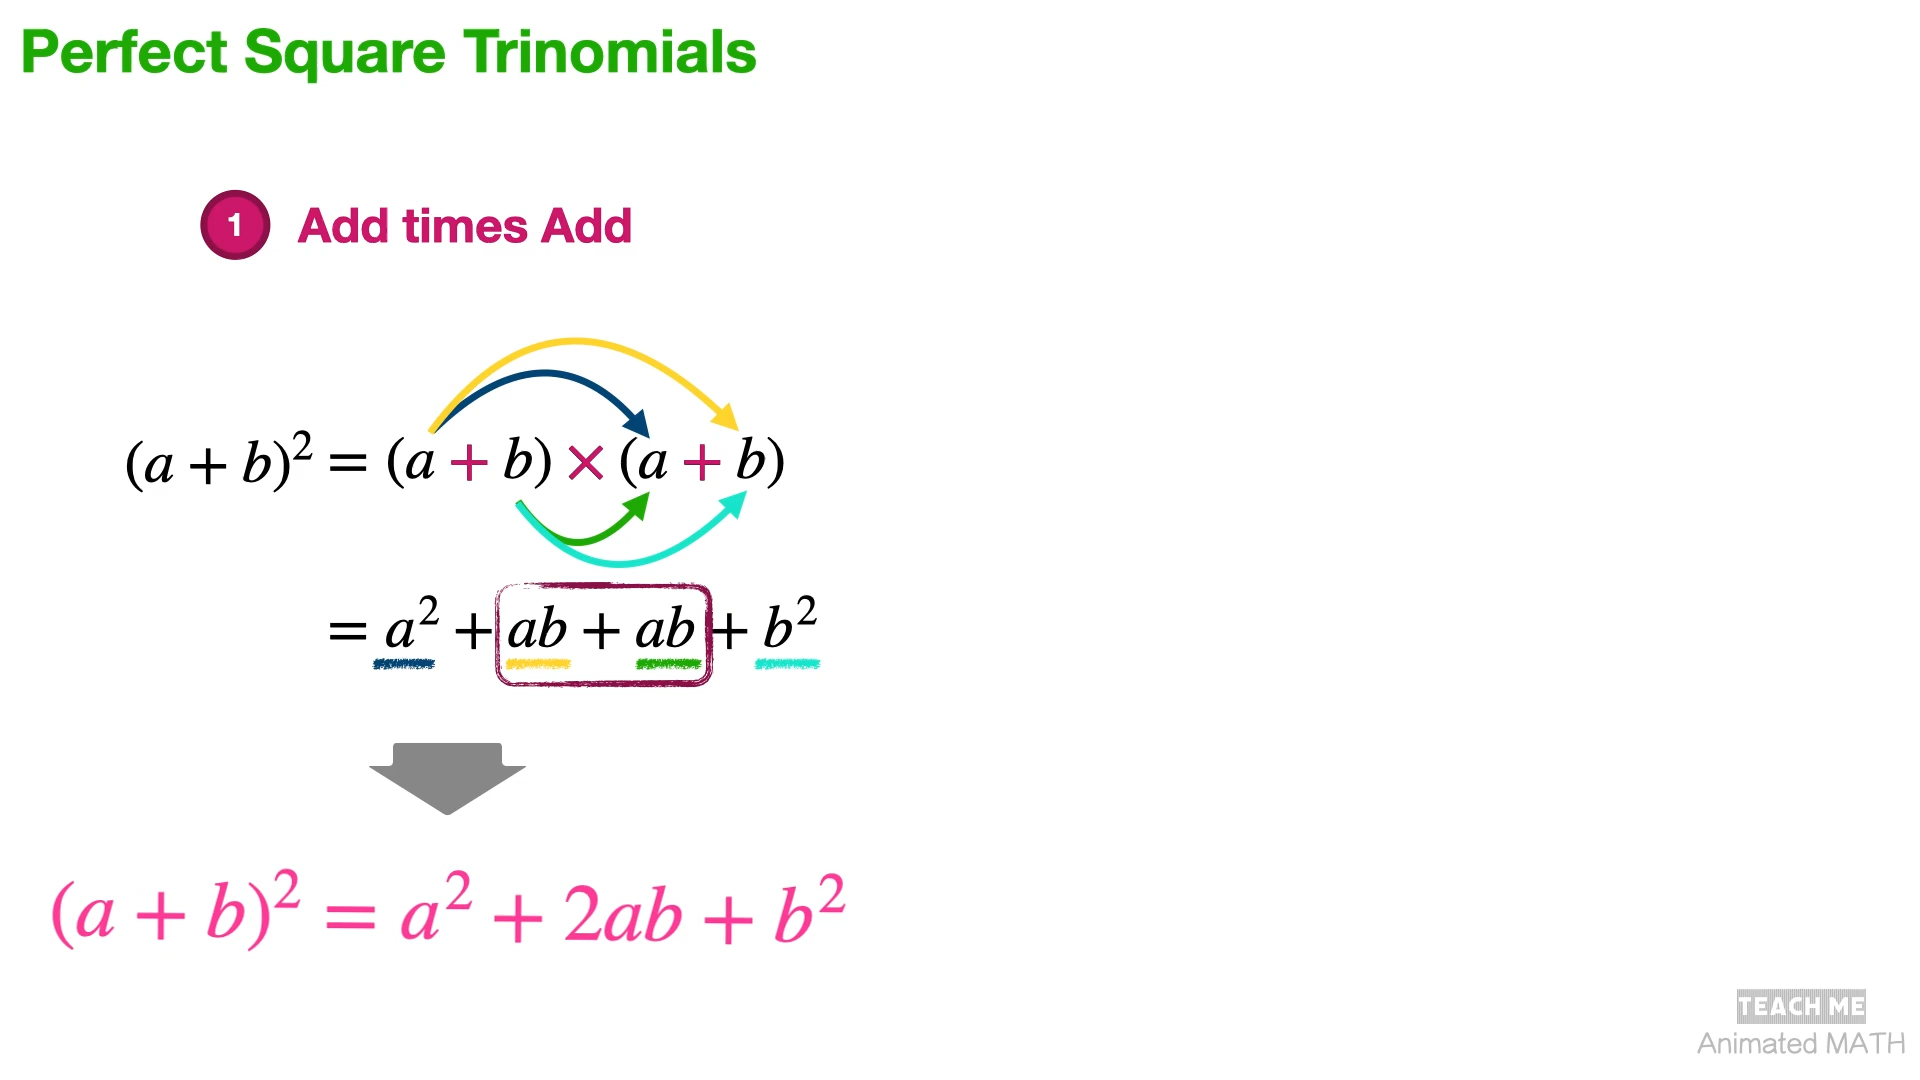 Perfect Square Trinomials
1 Add times Add
(a + b)² = (a + b) × (a + b)
= a² + ab + ab + b²
(a + b)² = a² + 2ab + b²
TEACH ME
Animated MATH